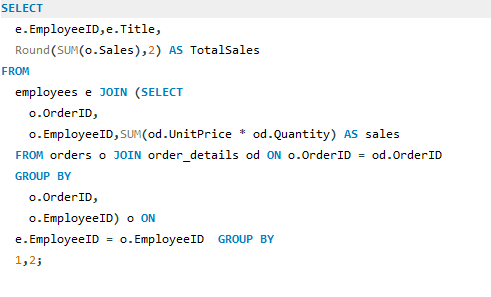 SELECT
e.EmployeeID,e.Title,
Round(SUM(o.Sales),2) AS TotalSales
FROM
employees e JOIN (SELECT
o.OrderID,
o.EmployeeID,SUM(od.UnitPrice * od.Quantity) AS sales
FROM orders o JOIN order_details od ON o.OrderID = od.OrderID
GROUP BY
o.OrderID,
o.EmployeeID) o ON
e.EmployeeID = o.EmployeeID  GROUP BY
1,2;